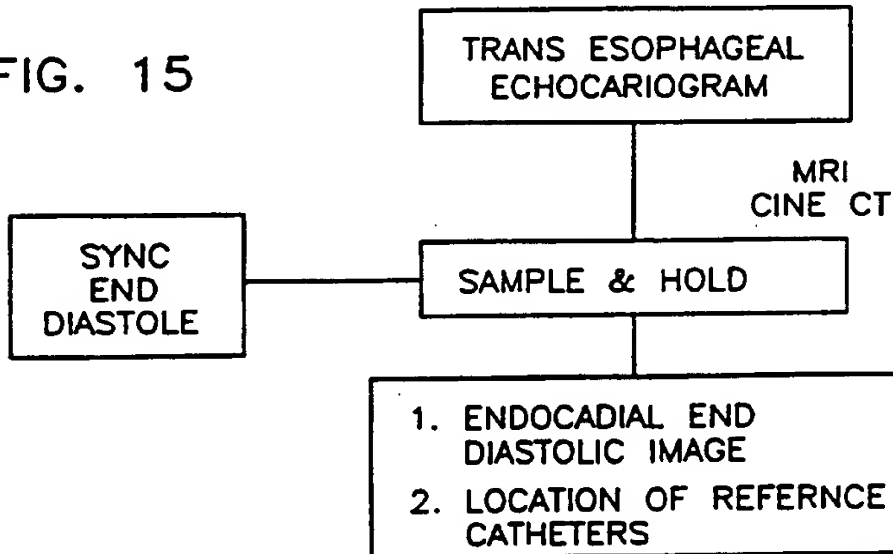 FIG. 15
TRANS ESOPHAGEAL
ECHOCARIOGRAM
MRI
CINE CT
SYNC
END
DIASTOLE
SAMPLE & HOLD
1. ENDOCADIAL END
DIASTOLIC IMAGE
2. LOCATION OF REFERNCE
CATHETERS